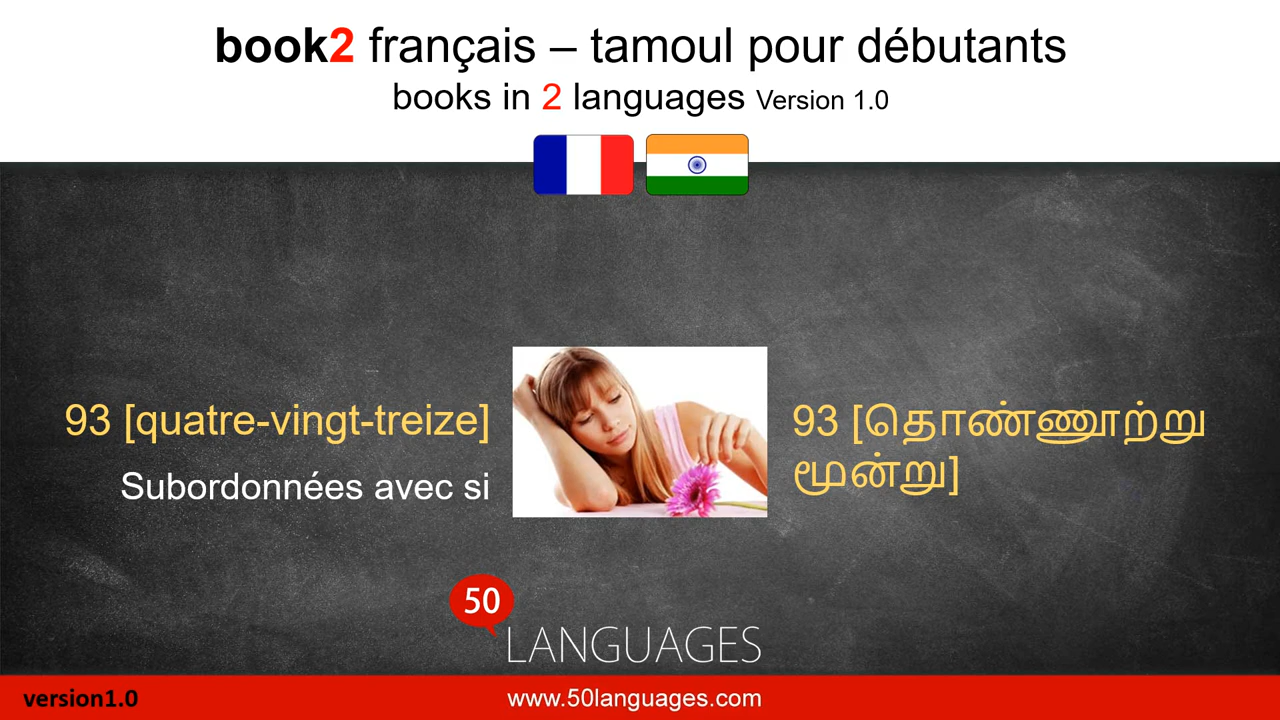 book2 français – tamoul pour débutants
books in 2 languages Version 1.0
93 [quatre-vingt-treize]
Subordonnées avec si
93 [தொண்ணூற்று
மூன்று]
50
LANGUAGES
version1.0
www.50languages.com